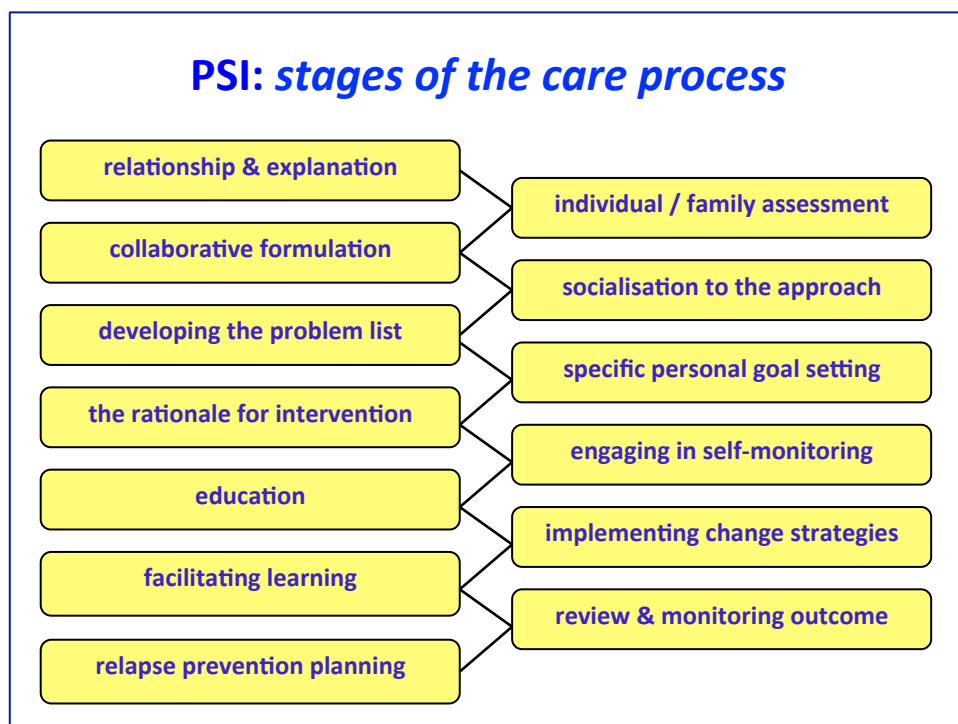 PSI: stages of the care process
relationship & explanation
individual / family assessment
collaborative formulation
socialisation to the approach
developing the problem list
specific personal goal setting
the rationale for intervention
engaging in self-monitoring
education
implementing change strategies
facilitating learning
review & monitoring outcome
relapse prevention planning